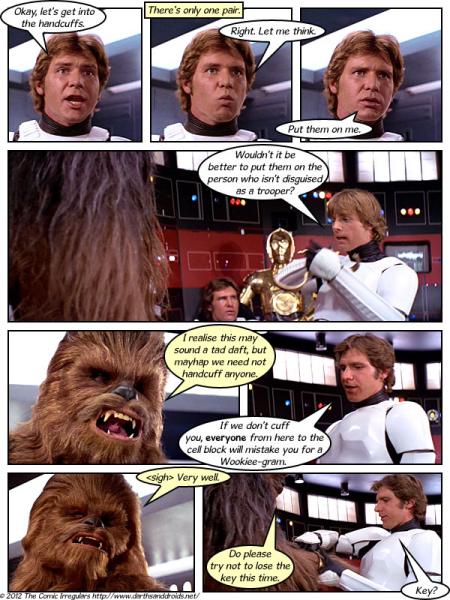 Okay, let's get into
the handcuffs.
There's only one pair.
Right. Let me think.
Put them on me.
Wouldn't it be
better to put them on the
person who isn't disguised
as a trooper?
I realise this may
sound a tad daft, but
mayhap we need not
handcuff anyone.
If we don't cuff
you, everyone from here to the
cell block will mistake you for a
Wookiee-gram.
<sigh> Very well.
Do please
try not to lose the
key this time.
Key?
© 2012 The Comic Irregulars http://www.darthsanddroids.net/